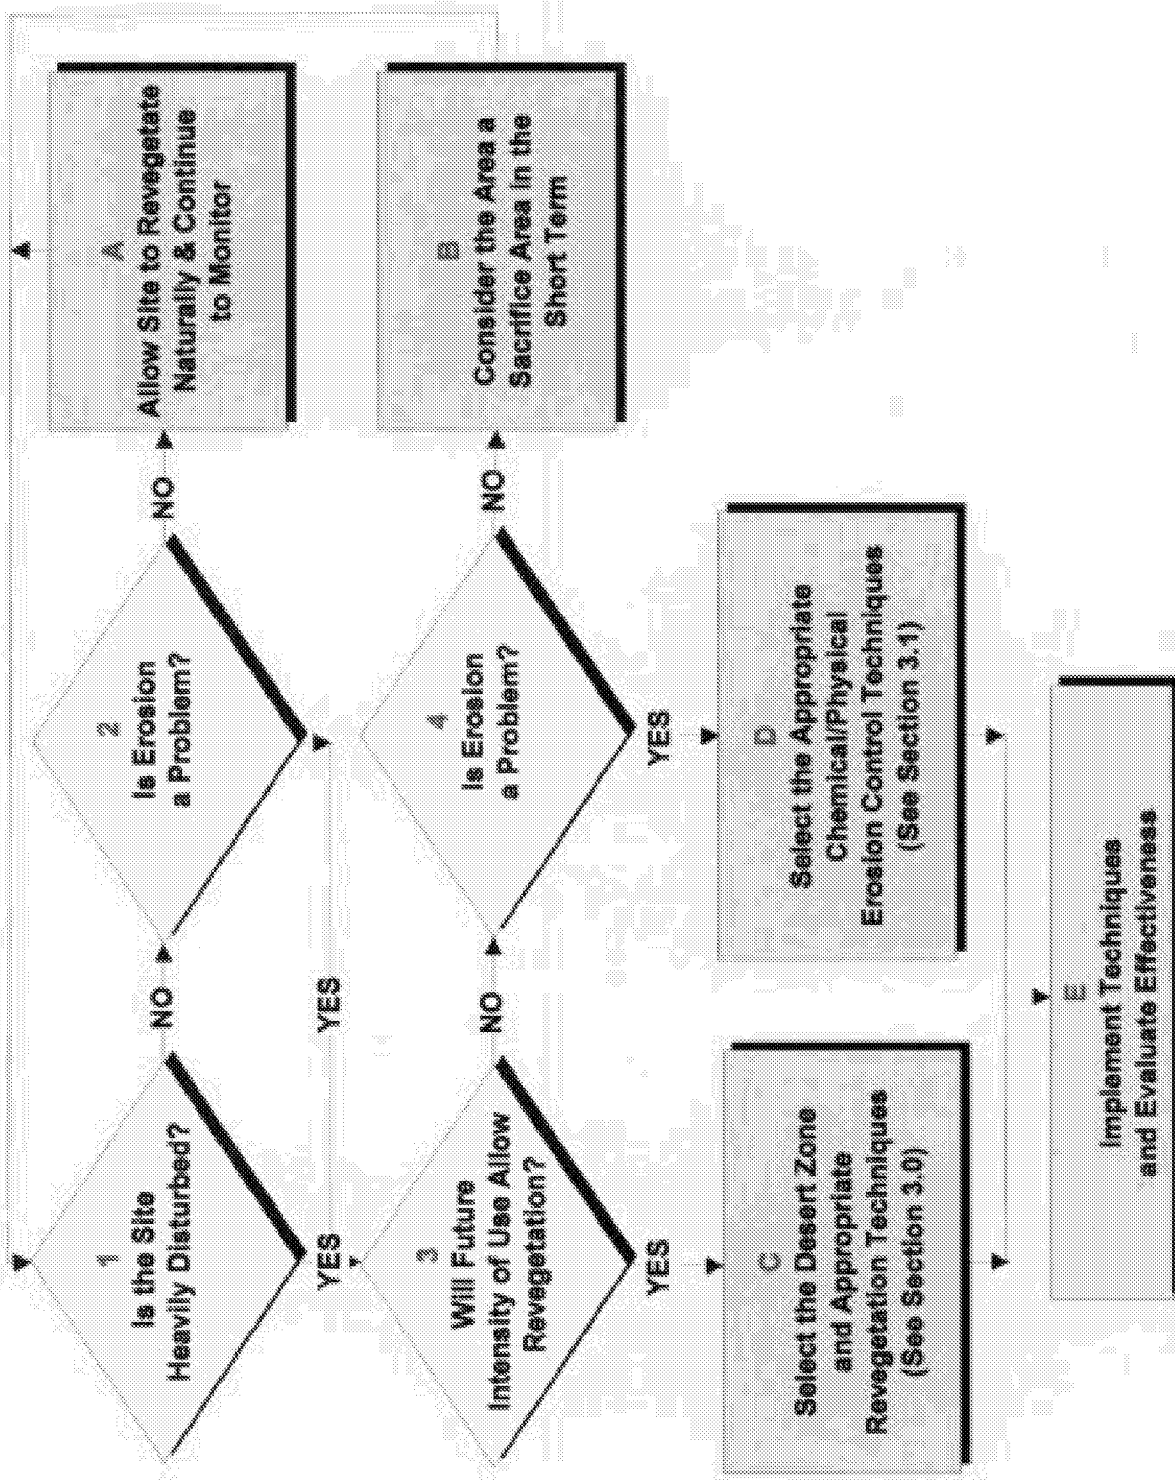 1
Is the Site
Heavily Disturbed?
NO
2
Is Erosion
a Problem?
NO
A
Allow Site to Revegetate
Naturally & Continue
to Monitor
YES
YES
3
Will Future
Intensity of Use Allow
Revegetation?
NO
4
Is Erosion
a Problem?
NO
B
Consider the Area a
Sacrifice Area in the
Short Term
YES
YES
C
Select the Desert Zone
and Appropriate
Revegetation Techniques
(See Section 3.0)
D
Select the Appropriate
Chemical/Physical
Erosion Control Techniques
(See Section 3.1)
E
Implement Techniques
and Evaluate Effectiveness